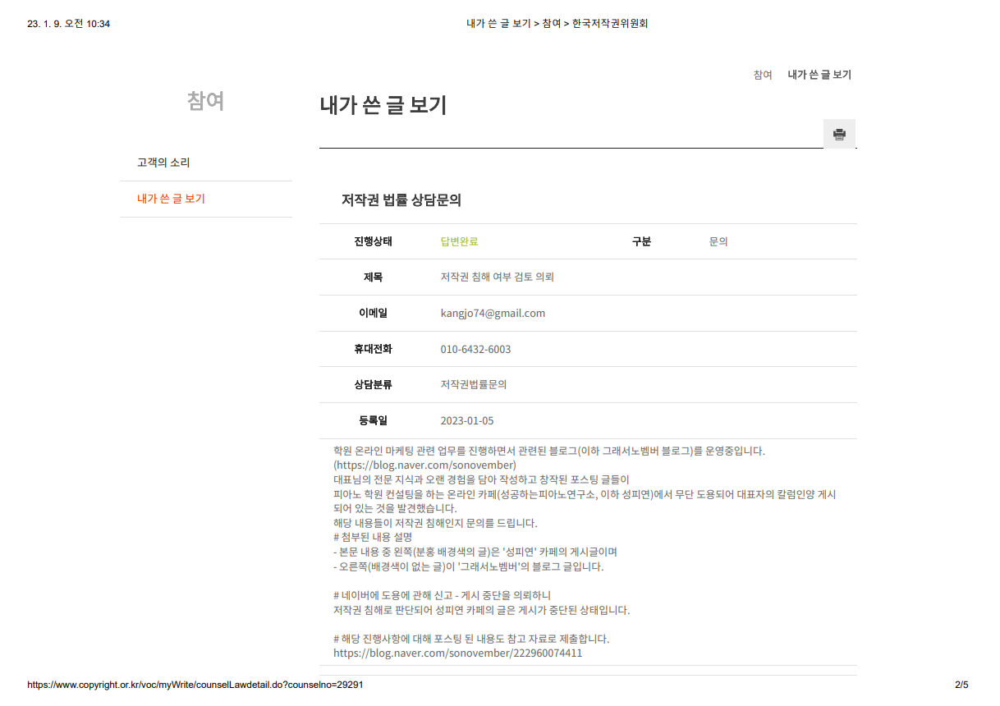 23. 1. 9. 오전 10:34
내가 쓴 글 보기 > 참여 > 한국저작권위원회
참여 내가 쓴 글 보기
참여
내가 쓴 글 보기
고객의 소리
내가 쓴 글 보기
저작권 법률 상담문의
진행상태 답변완료 구분 문의
제목 저작권 침해 여부 검토 의뢰
이메일 kangjo74@gmail.com
휴대전화 010-6432-6003
상담분류 저작권법률문의
등록일 2023-01-05
학원 온라인 마케팅 관련 업무를 진행하면서 관련된 블로그(이하 그래서노벰버 블로그)를 운영중입니다.
(https://blog.naver.com/sonovember)
대표님의 전문 지식과 오랜 경험을 담아 작성하고 창작된 포스팅 글들이
피아노 학원 컨설팅을 하는 온라인 카페(성공하는피아노연구소, 이하 성피연)에서 무단 도용되어 대표자의 칼럼인양 게시
되어 있는 것을 발견했습니다.
해당 내용들이 저작권 침해인지 문의를 드립니다.
# 첨부된 내용 설명
- 본문 내용 중 왼쪽(분홍 배경색의 글)은 '성피연' 카페의 게시글이며
- 오른쪽(배경색이 없는 글)이 '그래서노벰버'의 블로그 글입니다.
# 네이버에 도용에 관해 신고 - 게시 중단을 의뢰하니
저작권 침해로 판단되어 성피연 카페의 글은 게시가 중단된 상태입니다.
# 해당 진행사항에 대해 포스팅 된 내용도 참고 자료로 제출합니다.
https://blog.naver.com/sonovember/222960074411
https://www.copyright.or.kr/voc/myWrite/counselLawdetail.do?counselno=29291
2/5